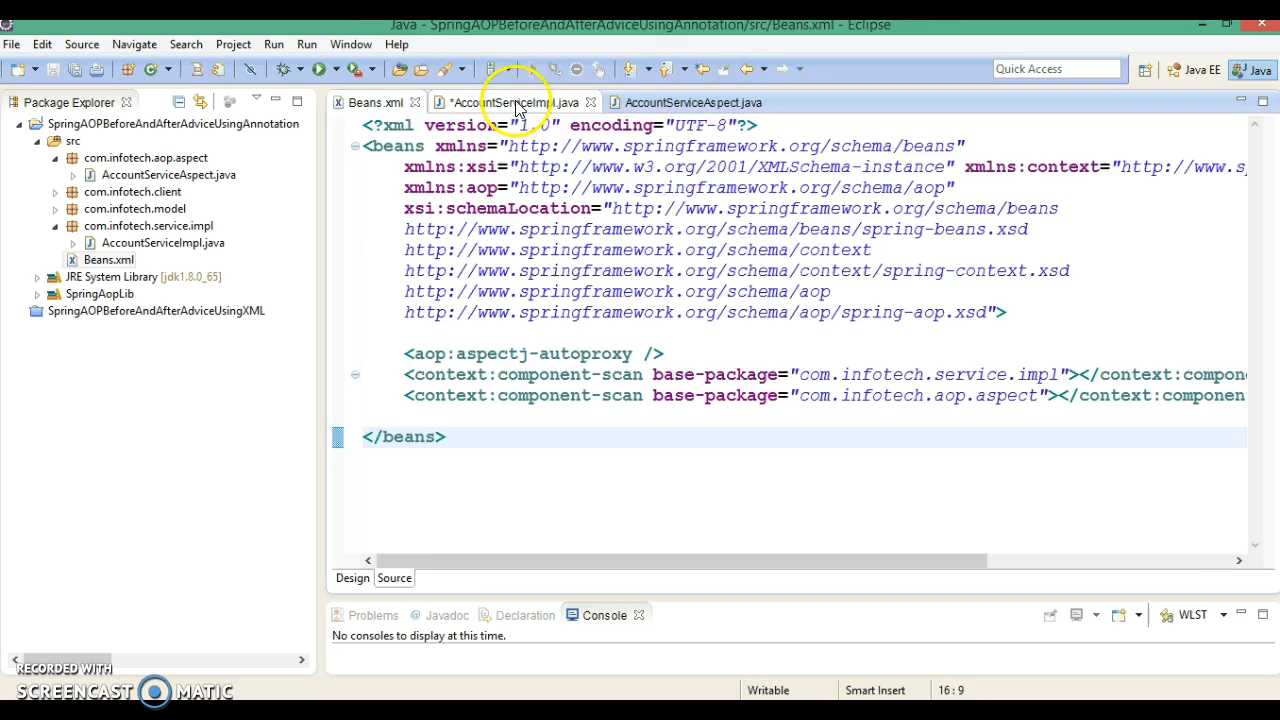 Java - SpringAOPBeforeAndAfterAdviceUsingAnnotation/src/Beans.xml - Eclipse
File Edit Source Navigate Search Project Run Run Window Help
Quick Access Java EE Java
Package Explorer
SpringAOPBeforeAndAfterAdviceUsingAnnotation
src
com.infotech.aop.aspect
AccountServiceAspect.java
com.infotech.client
com.infotech.model
com.infotech.service.impl
AccountServiceImpl.java
Beans.xml
JRE System Library [jdk1.8.0_65]
SpringAopLib
SpringAOPBeforeAndAfterAdviceUsingXML
Beans.xml *AccountServiceImpl.java AccountServiceAspect.java
<?xml version="1.0" encoding="UTF-8"?>
<beans xmlns="http://www.springframework.org/schema/beans"
xmlns:xsi="http://www.w3.org/2001/XMLSchema-instance" xmlns:context="http://www.s
xmlns:aop="http://www.springframework.org/schema/aop"
xsi:schemaLocation="http://www.springframework.org/schema/beans
http://www.springframework.org/schema/beans/spring-beans.xsd
http://www.springframework.org/schema/context
http://www.springframework.org/schema/context/spring-context.xsd
http://www.springframework.org/schema/aop
http://www.springframework.org/schema/aop/spring-aop.xsd">
<aop:aspectj-autoproxy />
<context:component-scan base-package="com.infotech.service.impl"></context:compon
<context:component-scan base-package="com.infotech.aop.aspect"></context:component
</beans>
Design Source
Problems Javadoc Declaration Console WLST
No consoles to display at this time.
Writable Smart Insert 16 : 9
RECORDED WITH
SCREENCAST MATIC